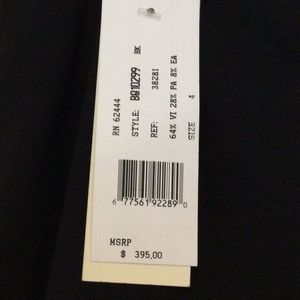 RN 62444
STYLE: BQ10299 BK
REF: 38281
64% VI 28% PA 8% EA
SIZE 4
6 77561 92289 0
MSRP
$ 395.00